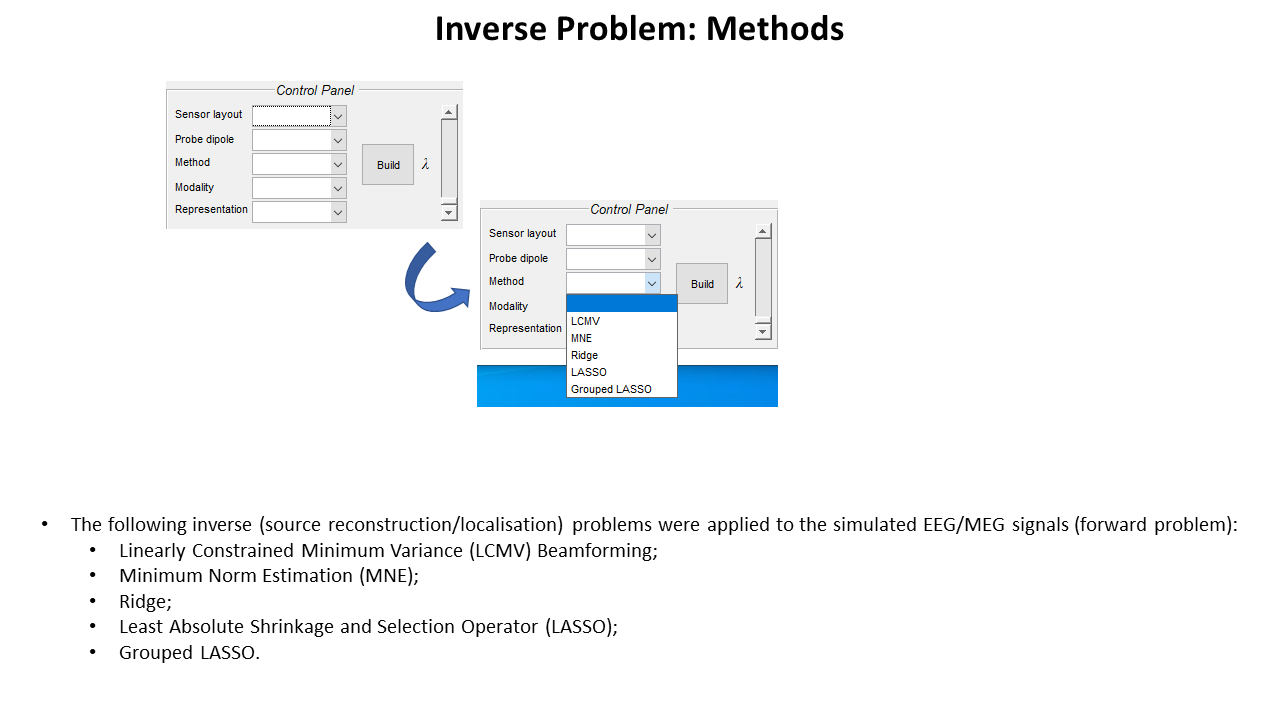 Inverse Problem: Methods
Control Panel
Sensor layout
Probe dipole
Method
Modality
Representation
Build
λ
Control Panel
Sensor layout
Probe dipole
Method
Modality
Representation
Build
λ
LCMV
MNE
Ridge
LASSO
Grouped LASSO
• The following inverse (source reconstruction/localisation) problems were applied to the simulated EEG/MEG signals (forward problem):
• Linearly Constrained Minimum Variance (LCMV) Beamforming;
• Minimum Norm Estimation (MNE);
• Ridge;
• Least Absolute Shrinkage and Selection Operator (LASSO);
• Grouped LASSO.